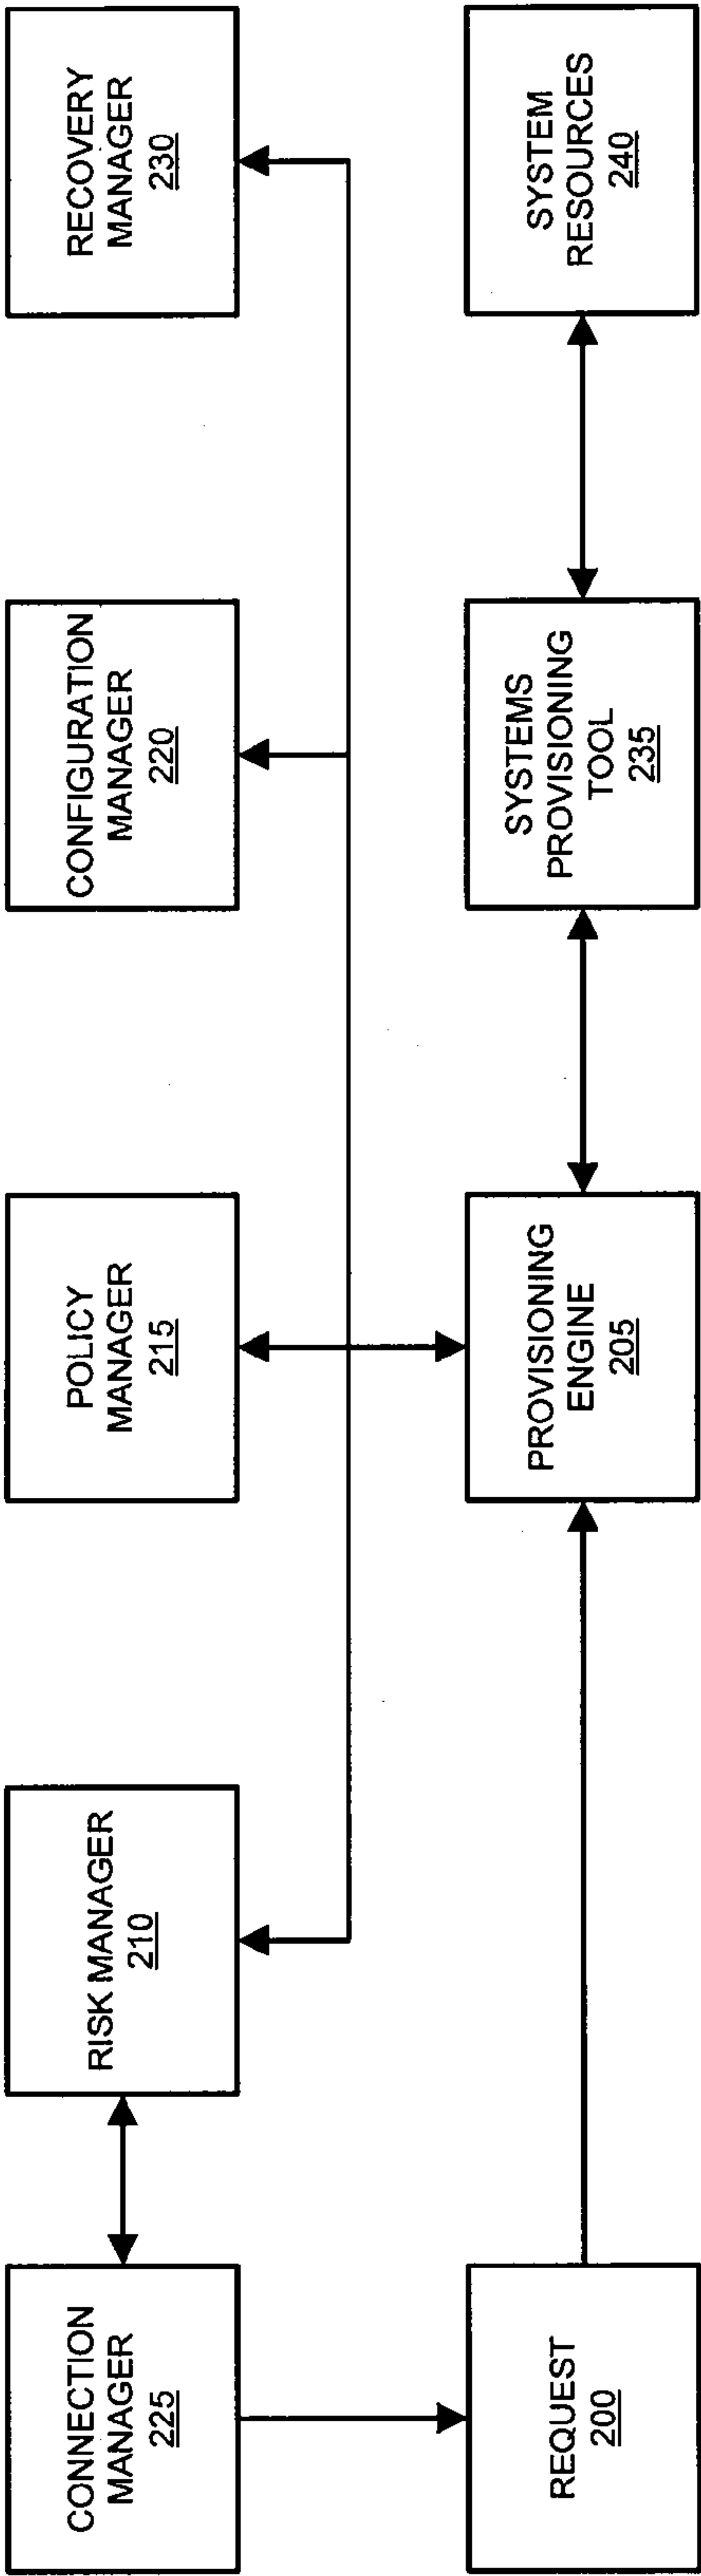 CONNECTION
MANAGER
225
RISK MANAGER
210
POLICY
MANAGER
215
CONFIGURATION
MANAGER
220
RECOVERY
MANAGER
230
REQUEST
200
PROVISIONING
ENGINE
205
SYSTEMS
PROVISIONING
TOOL
235
SYSTEM
RESOURCES
240